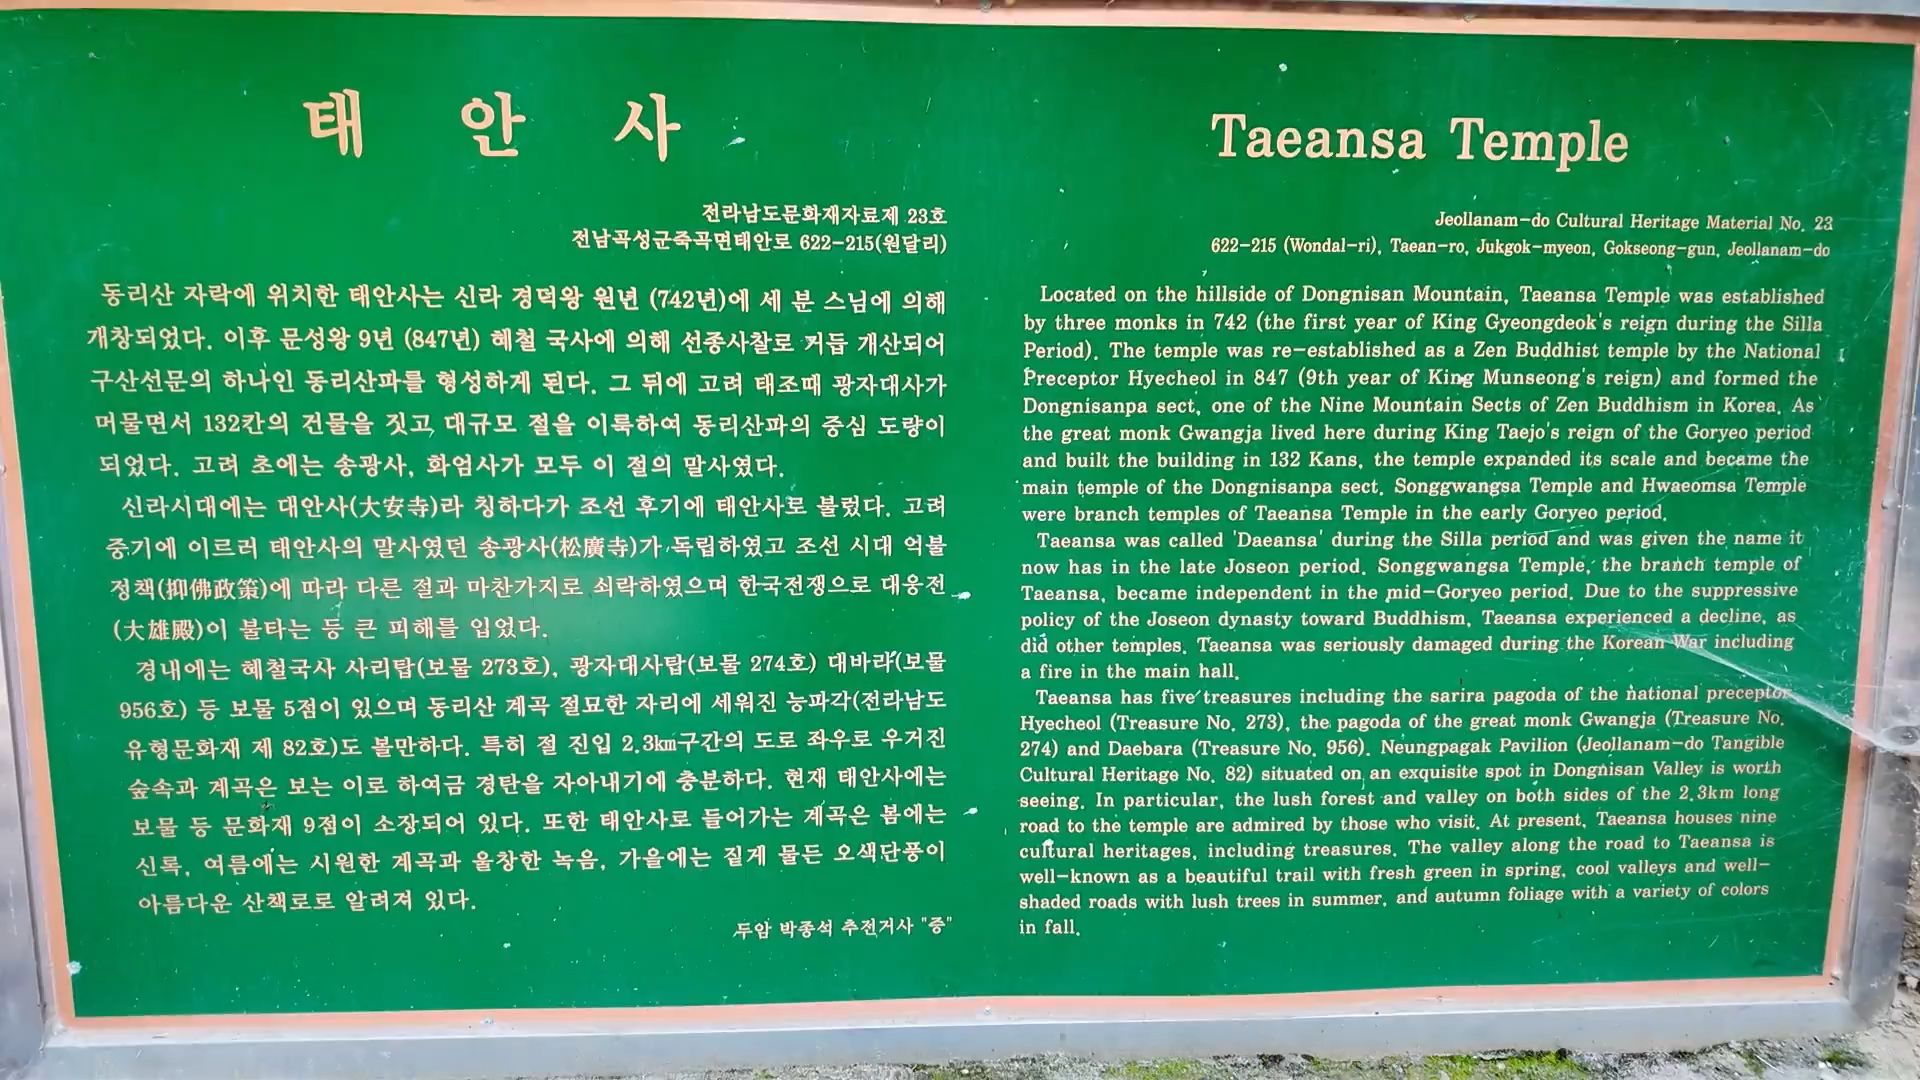 태 안 사
전라남도문화재자료제 23호
전남곡성군죽곡면태안로 622-215(원달리)
동리산 자락에 위치한 태안사는 신라 경덕왕 원년 (742년)에 세 분 스님에 의해
개창되었다. 이후 문성왕 9년 (847년) 혜철 국사에 의해 선종사찰로 거듭 개산되어
구산선문의 하나인 동리산파를 형성하게 된다. 그 뒤에 고려 태조때 광자대사가
머물면서 132칸의 건물을 짓고 대규모 절을 이룩하여 동리산파의 중심 도량이
되었다. 고려 초에는 송광사, 화엄사가 모두 이 절의 말사였다.
신라시대에는 대안사(大安寺)라 칭하다가 조선 후기에 태안사로 불렀다. 고려
중기에 이르러 태안사의 말사였던 송광사(松廣寺)가 독립하였고 조선 시대 억불
정책(抑佛政策)에 따라 다른 절과 마찬가지로 쇠락하였으며 한국전쟁으로 대웅전
(大雄殿)이 불타는 등 큰 피해를 입었다.
경내에는 혜철국사 사리탑(보물 273호), 광자대사탑(보물 274호) 대바라(보물
956호) 등 보물 5점이 있으며 동리산 계곡 절묘한 자리에 세워진 능파각(전라남도
유형문화재 제 82호)도 볼만하다. 특히 절 진입 2.3㎞구간의 도로 좌우로 우거진
숲속과 계곡은 보는 이로 하여금 경탄을 자아내기에 충분하다. 현재 태안사에는
보물 등 문화재 9점이 소장되어 있다. 또한 태안사로 들어가는 계곡은 봄에는
신록, 여름에는 시원한 계곡과 울창한 녹음, 가을에는 짙게 물든 오색단풍이
아름다운 산책로로 알려져 있다.
두암 박종석 추전거사 "증"
Taeansa Temple
Jeollanam-do Cultural Heritage Material No. 23
622-215 (Wondal-ri), Taean-ro, Jukgok-myeon, Gokseong-gun, Jeollanam-do
Located on the hillside of Dongnisan Mountain, Taeansa Temple was established
by three monks in 742 (the first year of King Gyeongdeok's reign during the Silla
Period). The temple was re-established as a Zen Buddhist temple by the National
Preceptor Hyecheol in 847 (9th year of King Munseong's reign) and formed the
Dongnisanpa sect, one of the Nine Mountain Sects of Zen Buddhism in Korea. As
the great monk Gwangja lived here during King Taejo's reign of the Goryeo period
and built the building in 132 Kans, the temple expanded its scale and became the
main temple of the Dongnisanpa sect. Songgwangsa Temple and Hwaeomsa Temple
were branch temples of Taeansa Temple in the early Goryeo period.
Taeansa was called 'Daeansa' during the Silla period and was given the name it
now has in the late Joseon period. Songgwangsa Temple, the branch temple of
Taeansa, became independent in the mid-Goryeo period. Due to the suppressive
policy of the Joseon dynasty toward Buddhism, Taeansa experienced a decline, as
did other temples. Taeansa was seriously damaged during the Korean War including
a fire in the main hall.
Taeansa has five treasures including the sarira pagoda of the national preceptor
Hyecheol (Treasure No. 273), the pagoda of the great monk Gwangja (Treasure No.
274) and Daebara (Treasure No. 956). Neungpagak Pavilion (Jeollanam-do Tangible
Cultural Heritage No. 82) situated on an exquisite spot in Dongnisan Valley is worth
seeing. In particular, the lush forest and valley on both sides of the 2.3km long
road to the temple are admired by those who visit. At present, Taeansa houses nine
cultural heritages, including treasures. The valley along the road to Taeansa is
well-known as a beautiful trail with fresh green in spring, cool valleys and well-
shaded roads with lush trees in summer, and autumn foliage with a variety of colors
in fall.